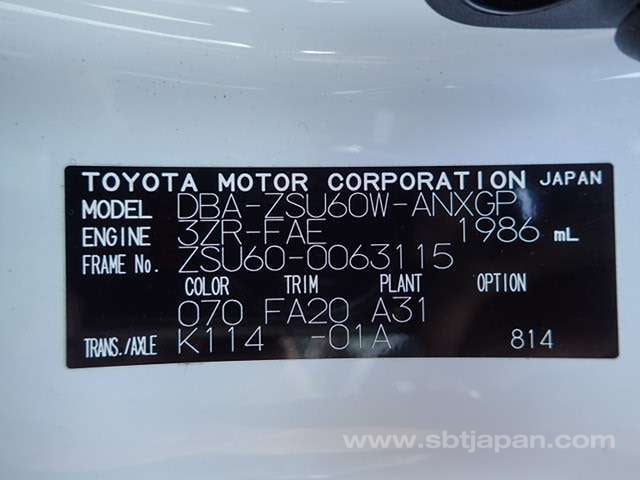 TOYOTA MOTOR CORPORATION JAPAN
MODEL DBA-ZSU60W-ANXGP
ENGINE 3ZR-FAE 1986 mL
FRAME No. ZSU60-0063115
COLOR TRIM PLANT OPTION
070 FA20 A31
TRANS./AXLE K114 -01A 814
www.sbtjapan.com